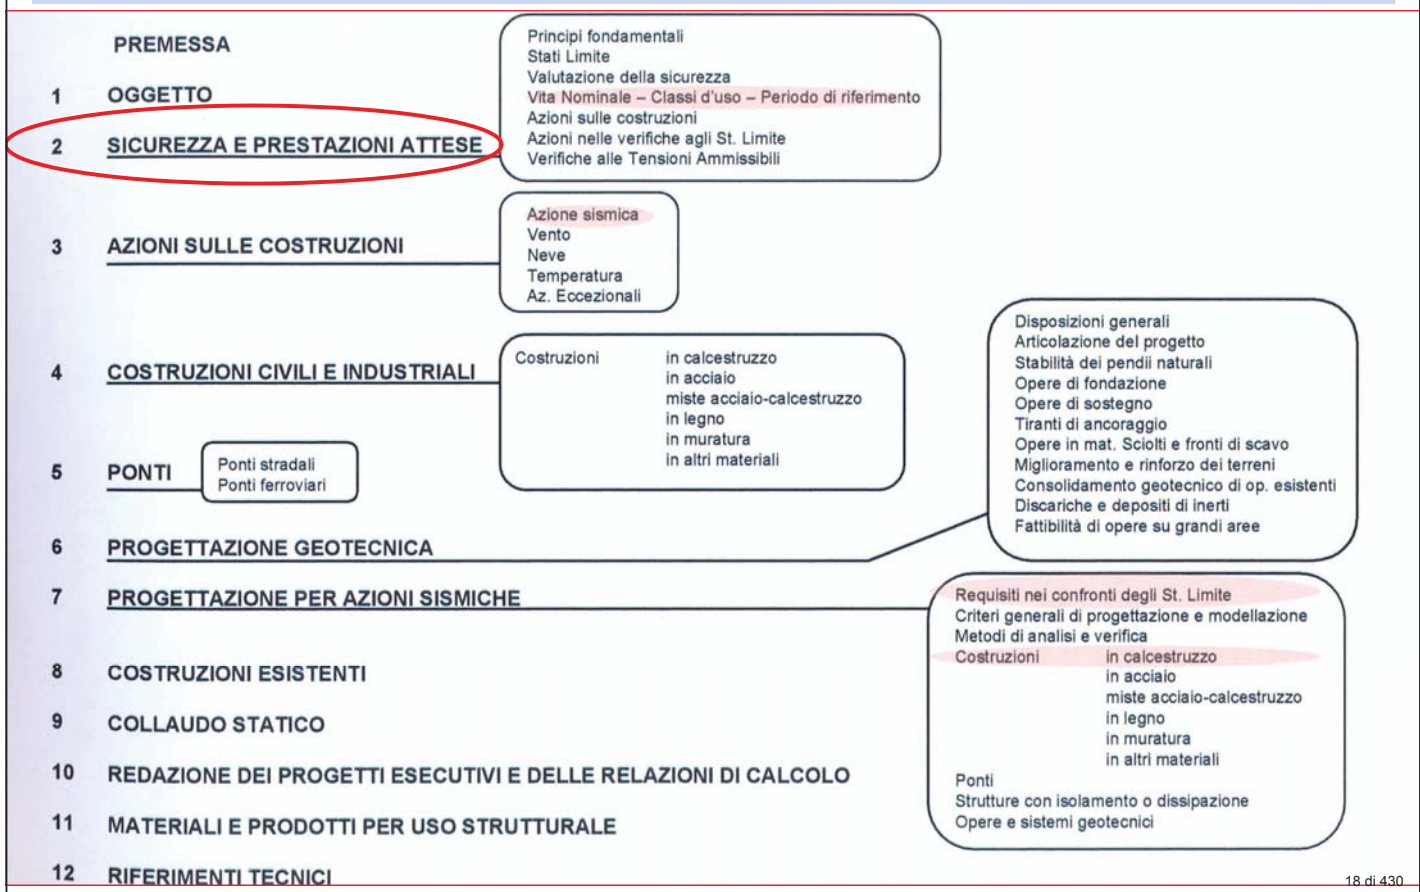 PREMESSA
1 OGGETTO
2 SICUREZZA E PRESTAZIONI ATTESE
Principi fondamentali
Stati Limite
Valutazione della sicurezza
Vita Nominale – Classi d'uso – Periodo di riferimento
Azioni sulle costruzioni
Azioni nelle verifiche agli St. Limite
Verifiche alle Tensioni Ammissibili
3 AZIONI SULLE COSTRUZIONI
Azione sismica
Vento
Neve
Temperatura
Az. Eccezionali
4 COSTRUZIONI CIVILI E INDUSTRIALI
Costruzioni in calcestruzzo
in acciaio
miste acciaio-calcestruzzo
in legno
in muratura
in altri materiali
5 PONTI
Ponti stradali
Ponti ferroviari
6 PROGETTAZIONE GEOTECNICA
Disposizioni generali
Articolazione del progetto
Stabilità dei pendii naturali
Opere di fondazione
Opere di sostegno
Tiranti di ancoraggio
Opere in mat. Sciolti e fronti di scavo
Miglioramento e rinforzo dei terreni
Consolidamento geotecnico di op. esistenti
Discariche e depositi di inerti
Fattibilità di opere su grandi aree
7 PROGETTAZIONE PER AZIONI SISMICHE
Requisiti nei confronti degli St. Limite
Criteri generali di progettazione e modellazione
Metodi di analisi e verifica
Costruzioni in calcestruzzo
in acciaio
miste acciaio-calcestruzzo
in legno
in muratura
in altri materiali
Ponti
Strutture con isolamento o dissipazione
Opere e sistemi geotecnici
8 COSTRUZIONI ESISTENTI
9 COLLAUDO STATICO
10 REDAZIONE DEI PROGETTI ESECUTIVI E DELLE RELAZIONI DI CALCOLO
11 MATERIALI E PRODOTTI PER USO STRUTTURALE
12 RIFERIMENTI TECNICI
18 di 430